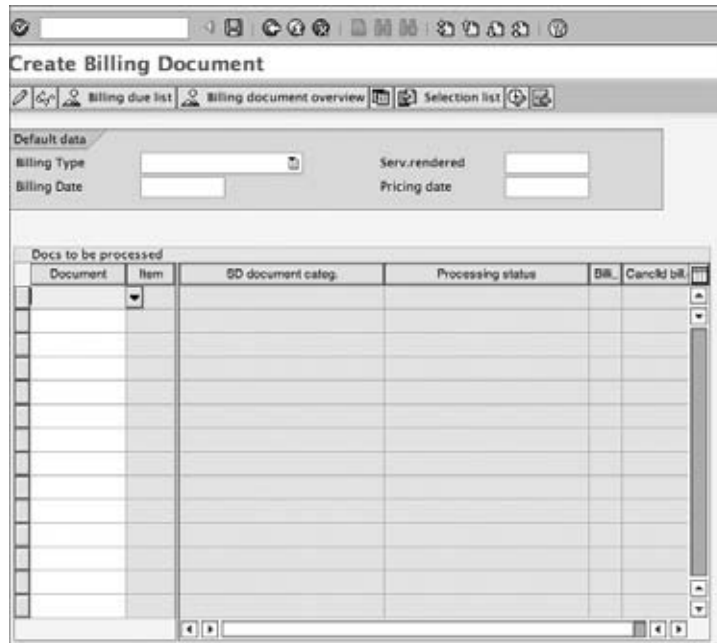 Create Billing Document
Billing due list Billing document overview Selection list
Default data
Billing Type Serv.rendered
Billing Date Pricing date
Docs to be processed
Document Item SD document categ. Processing status Bill.. Canclld bill.